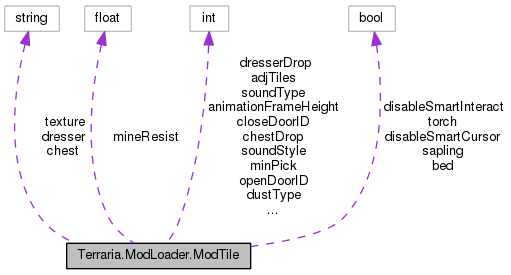 string
float
int
bool
texture
dresser
chest
mineResist
dresserDrop
adjTiles
soundType
animationFrameHeight
closeDoorID
chestDrop
soundStyle
minPick
openDoorID
dustType
...
disableSmartInteract
torch
disableSmartCursor
sapling
bed
Terraria.ModLoader.ModTile